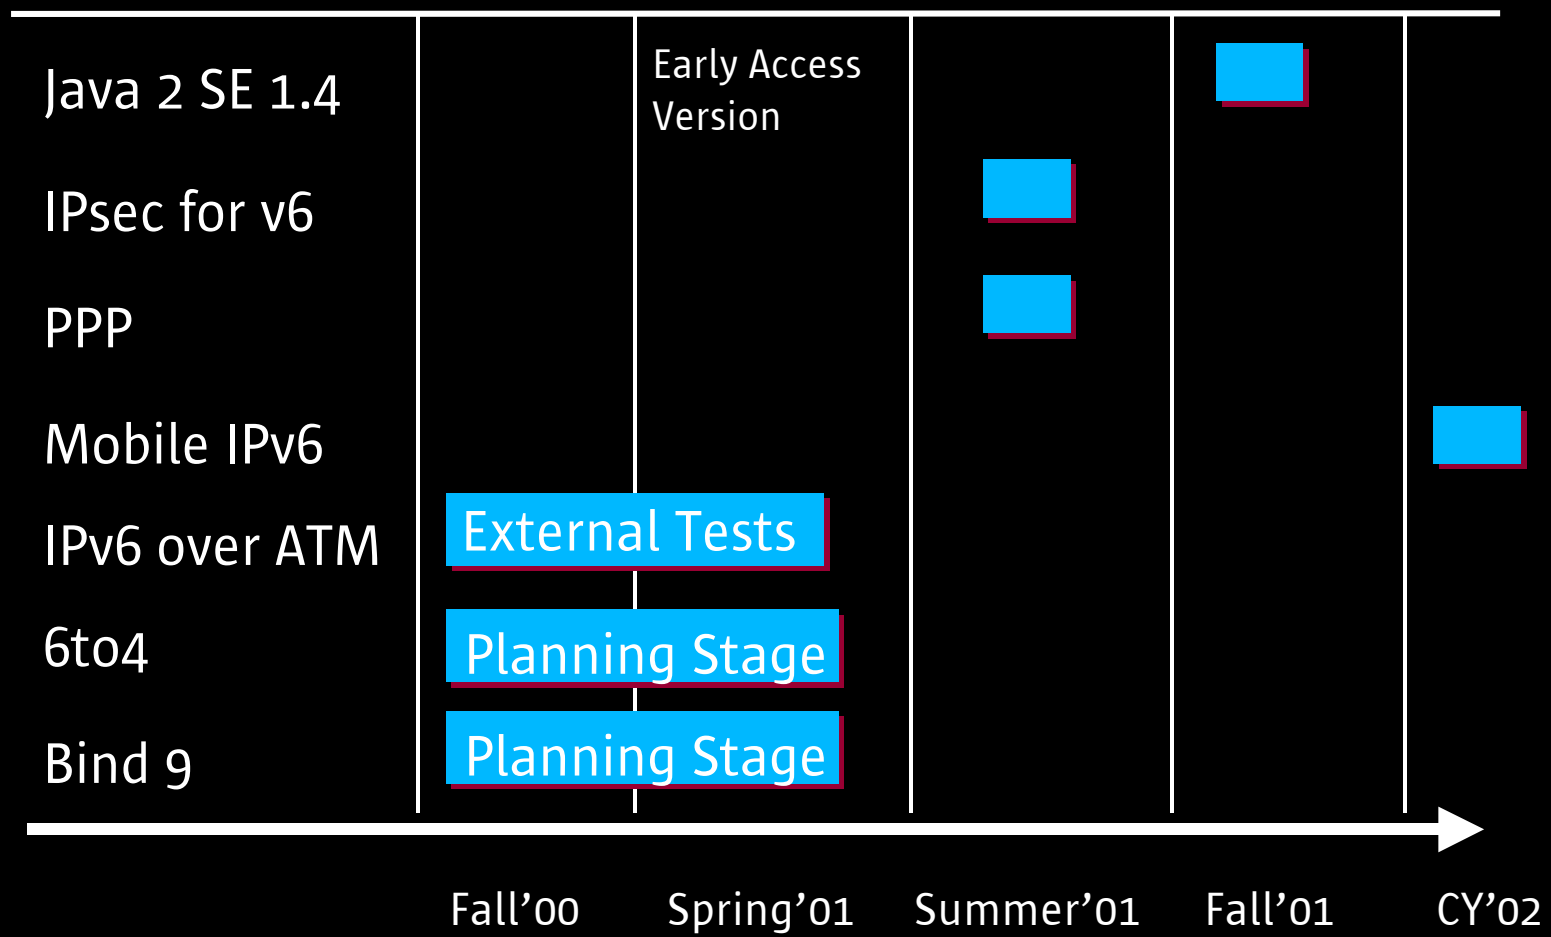 Java 2 SE 1.4
Early Access
Version
IPsec for v6
PPP
Mobile IPv6
IPv6 over ATM
External Tests
6to4
Planning Stage
Bind 9
Planning Stage
Fall’00 Spring’01 Summer’01 Fall’01 CY’02